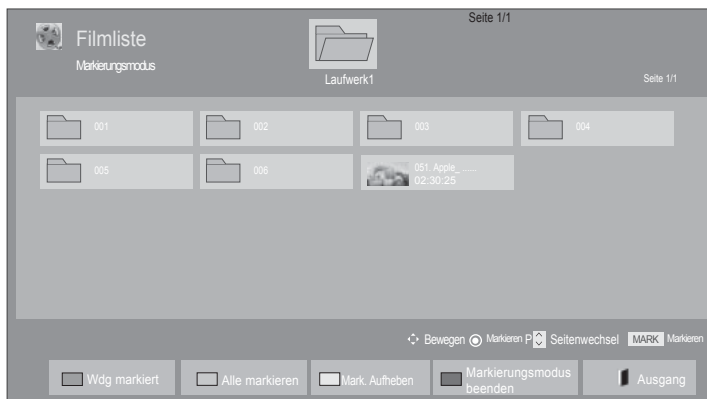 Seite 1/1
Filmliste
Markierungsmodus
Laufwerk1
Seite 1/1
001
002
003
004
005
006
051. Apple_ ......
02:30:25
Bewegen Markieren P Seitenwechsel MARK Markieren
Wdg markiert
Alle markieren
Mark. Aufheben
Markierungsmodus
beenden
Ausgang